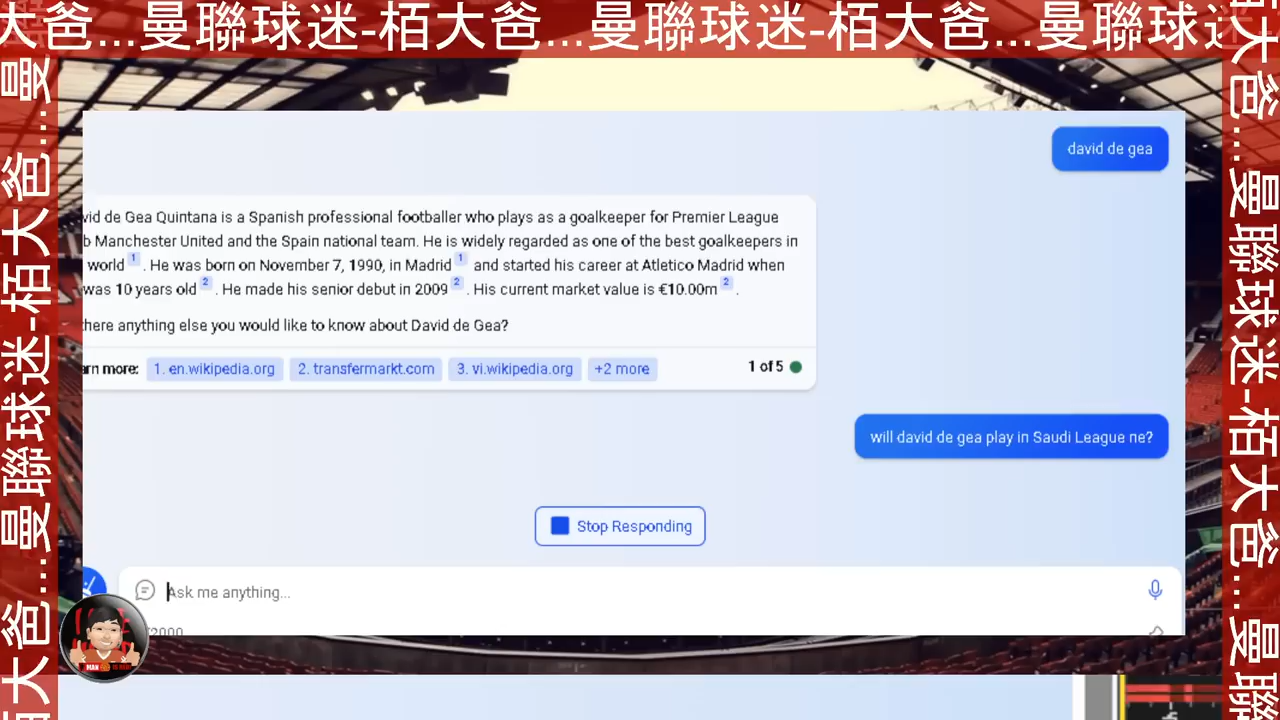 大爸...曼聯球迷-栢大爸...曼聯球迷-栢大爸...曼聯球迷
david de gea
vid de Gea Quintana is a Spanish professional footballer who plays as a goalkeeper for Premier League
b Manchester United and the Spain national team. He is widely regarded as one of the best goalkeepers in
world 1 . He was born on November 7, 1990, in Madrid 1 and started his career at Atletico Madrid when
was 10 years old 2 . He made his senior debut in 2009 2 . His current market value is €10.00m 2 .
here anything else you would like to know about David de Gea?
arn more: 1. en.wikipedia.org 2. transfermarkt.com 3. vi.wikipedia.org +2 more 1 of 5
will david de gea play in Saudi League ne?
Stop Responding
Ask me anything...
/2000
大爸...曼聯球迷-栢大爸...曼
栢大爸...曼聯球迷-栢大爸...曼聯